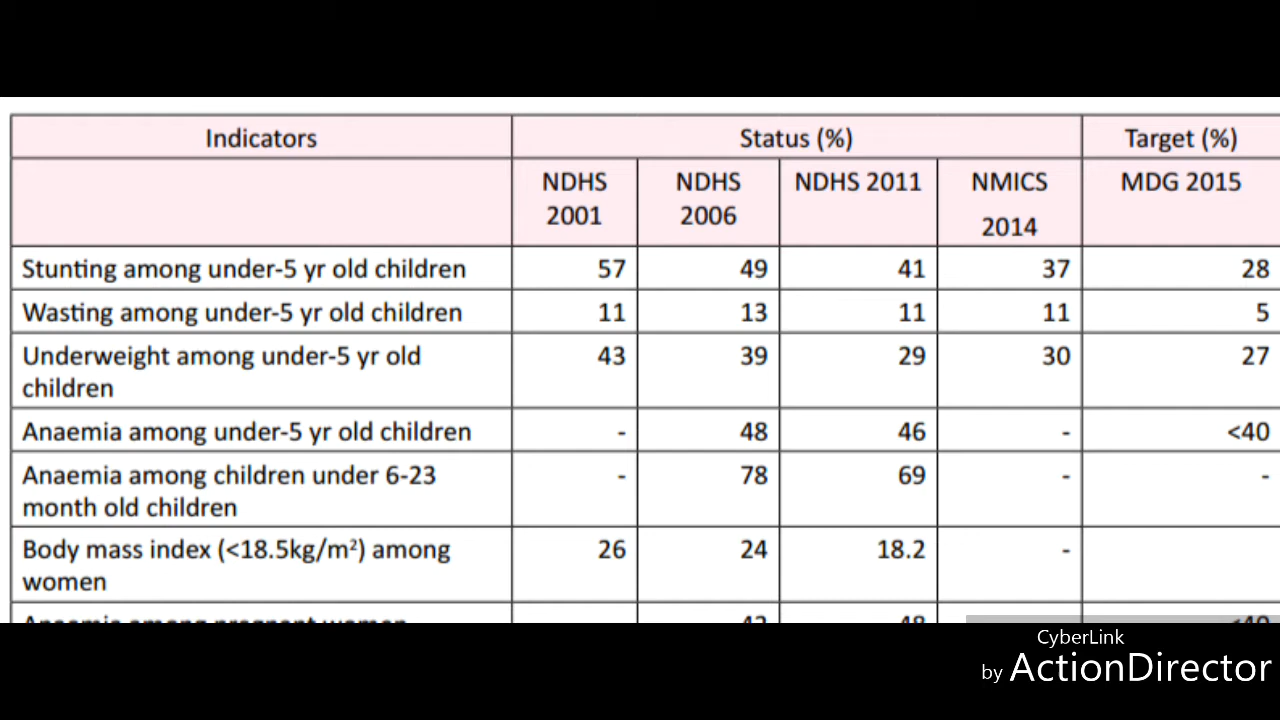 Indicators Status (%) Target (%)
NDHS 2001 NDHS 2006 NDHS 2011 NMICS 2014 MDG 2015
Stunting among under-5 yr old children 57 49 41 37 28
Wasting among under-5 yr old children 11 13 11 11 5
Underweight among under-5 yr old 43 39 29 30 27
children
Anaemia among under-5 yr old children - 48 46 - <40
Anaemia among children under 6-23 - 78 69 - -
month old children
Body mass index (<18.5kg/m²) among 26 24 18.2 -
women
Anaemia among pregnant women
CyberLink
by ActionDirector